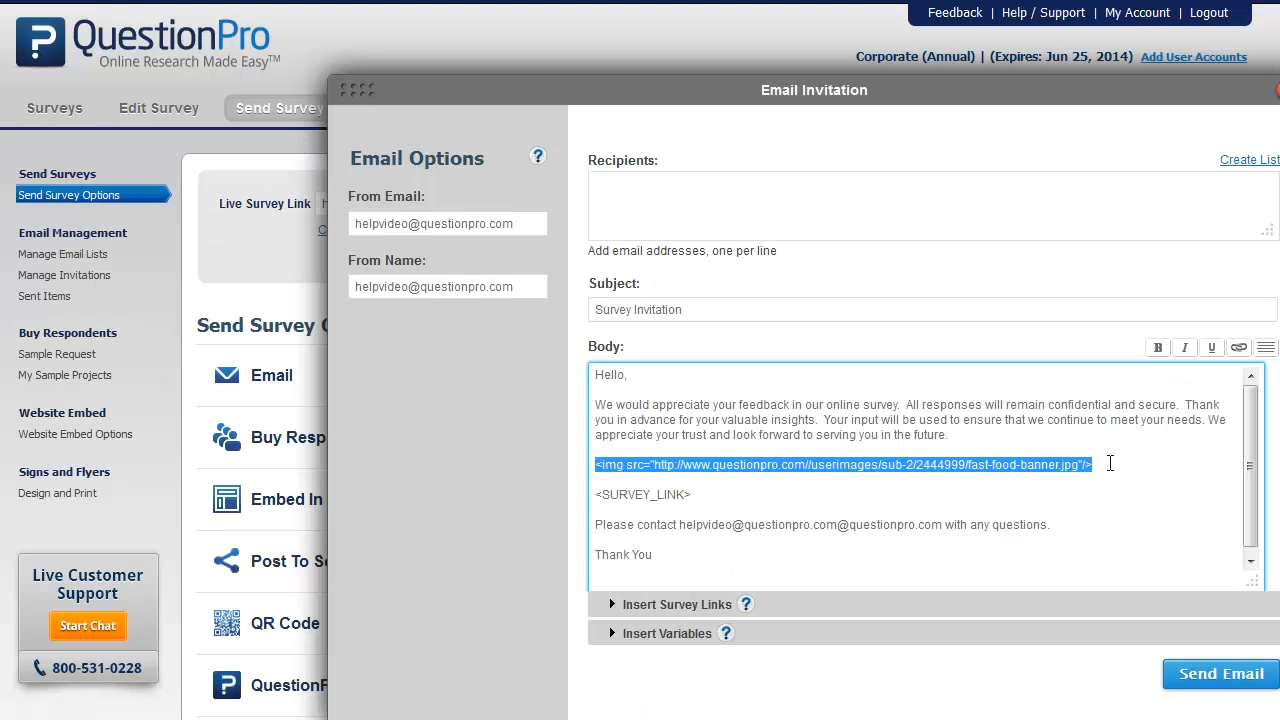 Feedback | Help / Support | My Account | Logout
QuestionPro
Online Research Made Easy™
Corporate (Annual) | (Expires: Jun 25, 2014) Add User Accounts
Surveys Edit Survey Send Survey
Email Invitation
Send Surveys
Send Survey Options
Email Management
Manage Email Lists
Manage Invitations
Sent Items
Buy Respondents
Sample Request
My Sample Projects
Website Embed
Website Embed Options
Signs and Flyers
Design and Print
Live Customer
Support
Start Chat
800-531-0228
Live Survey Link
Send Survey
Email
Buy Resp
Embed In
Post To S
QR Code
QuestionP
Email Options ?
From Email:
helpvideo@questionpro.com
From Name:
helpvideo@questionpro.com
Recipients:
Create List
Add email addresses, one per line
Subject:
Survey Invitation
Body:
B I U
Hello,
We would appreciate your feedback in our online survey. All responses will remain confidential and secure. Thank
you in advance for your valuable insights. Your input will be used to ensure that we continue to meet your needs. We
appreciate your trust and look forward to serving you in the future.
<img src="http://www.questionpro.com//userimages/sub-2/2444999/fast-food-banner.jpg"/>
<SURVEY_LINK>
Please contact helpvideo@questionpro.com@questionpro.com with any questions.
Thank You
Insert Survey Links ?
Insert Variables ?
Send Email